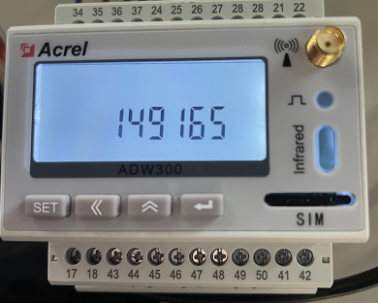 34 35 36 37 24 25 26 27 28 21 22
Acrel
149165
ADW300
Infrared
SET
SIM
17 18 43 44 45 46 47 48 49 50 41 42